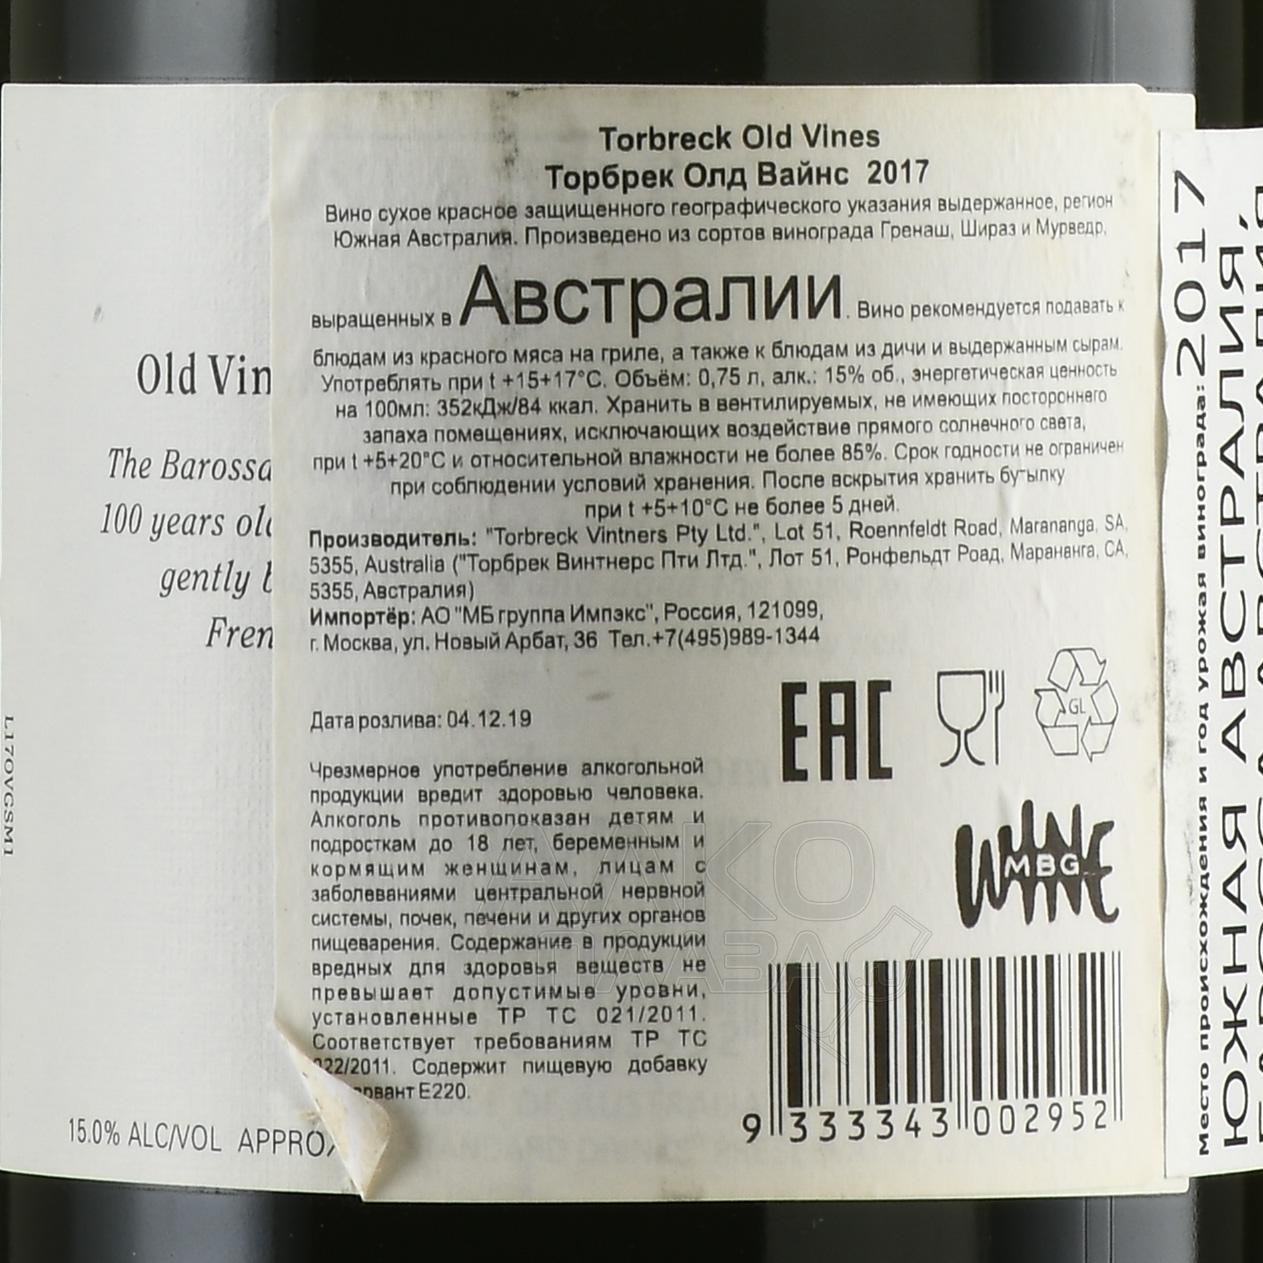 Torbreck Old Vines
Торбрек Олд Вайнс 2017
Вино сухое красное защищенного географического указания выдержанное, регион
Южная Австралия. Произведено из сортов винограда Гренаш, Шираз и Мурведр,
выращенных в Австралии. Вино рекомендуется подавать к
блюдам из красного мяса на гриле, а также к блюдам из дичи и выдержанным сырам.
Употреблять при t +15+17°С. Объём: 0,75 л, алк.: 15% об., энергетическая ценность
на 100мл: 352кДж/84 ккал. Хранить в вентилируемых, не имеющих постороннего
запаха помещениях, исключающих воздействие прямого солнечного света,
при t +5+20°С и относительной влажности не более 85%. Срок годности не ограничен
при соблюдении условий хранения. После вскрытия хранить бутылку
при t +5+10°С не более 5 дней.
Производитель: "Torbreck Vintners Pty Ltd.", Lot 51, Roennfeldt Road, Marananga, SA,
5355, Australia ("Торбрек Винтнерс Пти Лтд.", Лот 51, Ронфельдт Роад, Марананга, СА,
5355, Австралия)
Импортёр: АО "МБ группа Импэкс", Россия, 121099,
г. Москва, ул. Новый Арбат, 36 Тел.+7(495)989-1344
Дата розлива: 04.12.19
Чрезмерное употребление алкогольной
продукции вредит здоровью человека.
Алкоголь противопоказан детям и
подросткам до 18 лет, беременным и
кормящим женщинам, лицам с
заболеваниями центральной нервной
системы, почек, печени и других органов
пищеварения. Содержание в продукции
вредных для здоровья веществ не
превышает допустимые уровни,
установленные ТР ТС 021/2011.
Соответствует требованиям ТР ТС
022/2011. Содержит пищевую добавку
рвант Е220.
EAC
GL
WINE
MBG
9 333343 002952
Old Vin
The Barossa
100 years old
gently b
Fren
15.0% ALC/VOL APPROX
L17OVGSM1
Место происхождения и год урожая винограда: 2017
ЮЖНАЯ АВСТРАЛИЯ,
АЛКО
ПЛАЗА